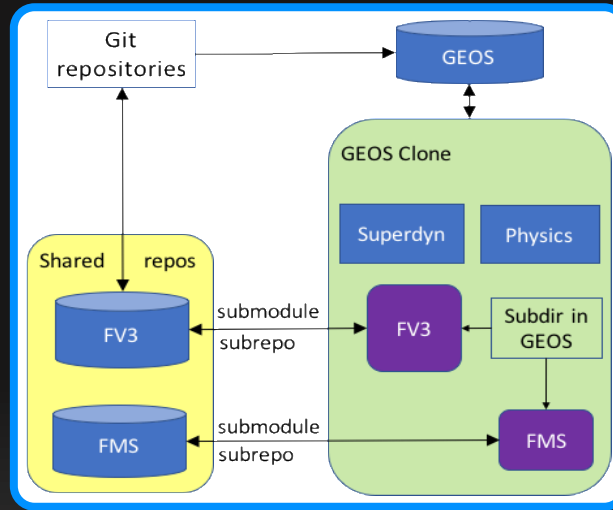 Git
repositories
GEOS
GEOS Clone
Superdyn
Physics
Shared repos
FV3
submodule
subrepo
FV3
Subdir in
GEOS
FMS
submodule
subrepo
FMS